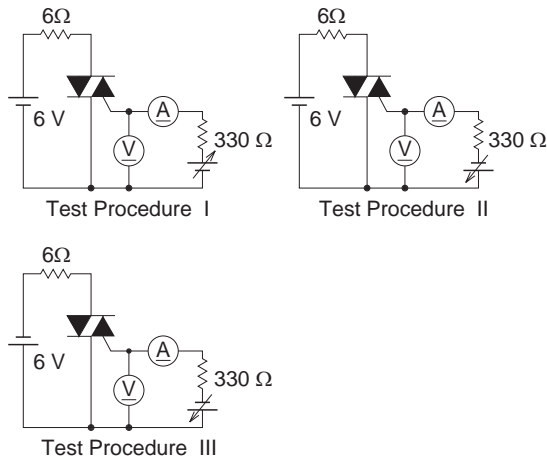 6Ω
6Ω
A
A
6 V
330 Ω
6 V
330 Ω
V
V
Test Procedure I
Test Procedure II
6Ω
A
6 V
330 Ω
V
Test Procedure III